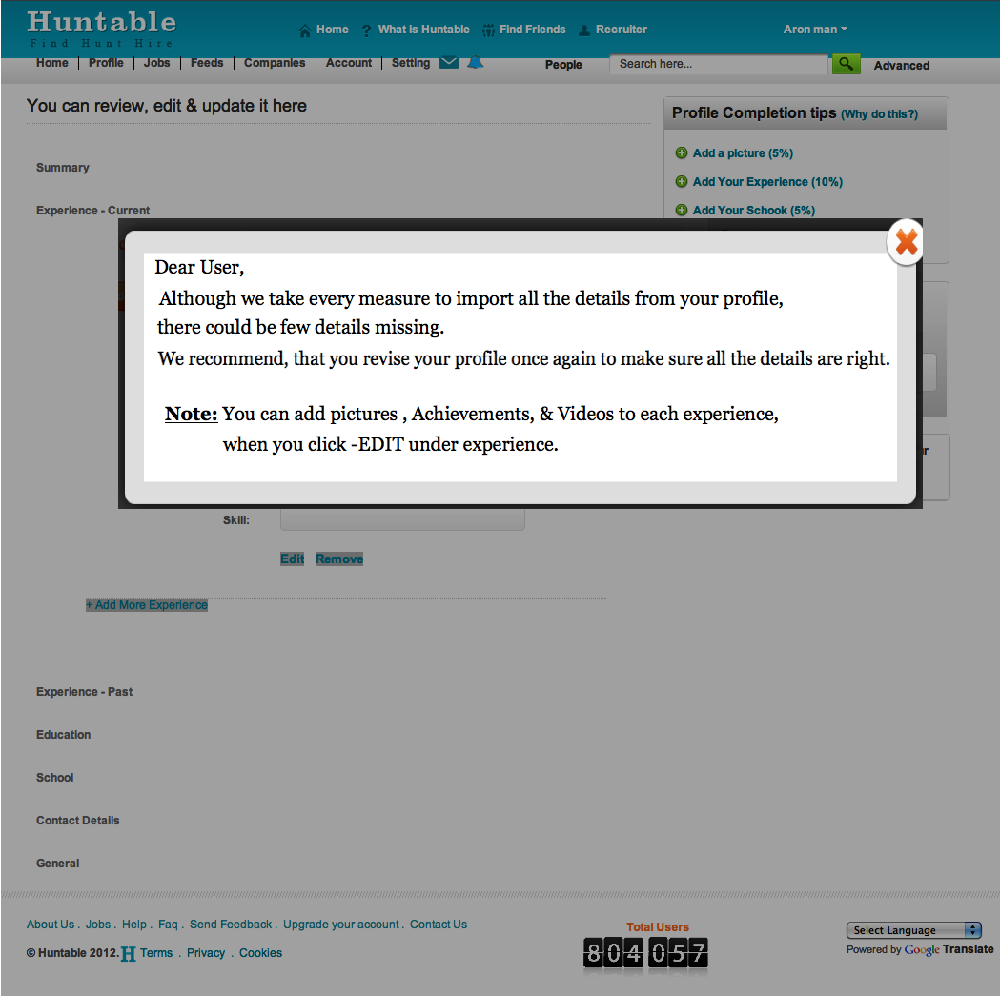 Huntable
Find Hunt Hire
Home What is Huntable Find Friends Recruiter Aron man
Home Profile Jobs Feeds Companies Account Setting People Search here... Advanced
You can review, edit & update it here
Profile Completion tips (Why do this?)
Add a picture (5%)
Summary
Add Your Experience (10%)
Experience - Current
Add Your Schook (5%)
Dear User,
Although we take every measure to import all the details from your profile,
there could be few details missing.
We recommend, that you revise your profile once again to make sure all the details are right.
Note: You can add pictures , Achievements, & Videos to each experience,
when you click -EDIT under experience.
Skill:
Edit Remove
+ Add More Experience
Experience - Past
Education
School
Contact Details
General
About Us . Jobs . Help . Faq . Send Feedback . Upgrade your account . Contact Us
© Huntable 2012. H Terms . Privacy . Cookies
Total Users
804 057
Select Language
Powered by Google Translate